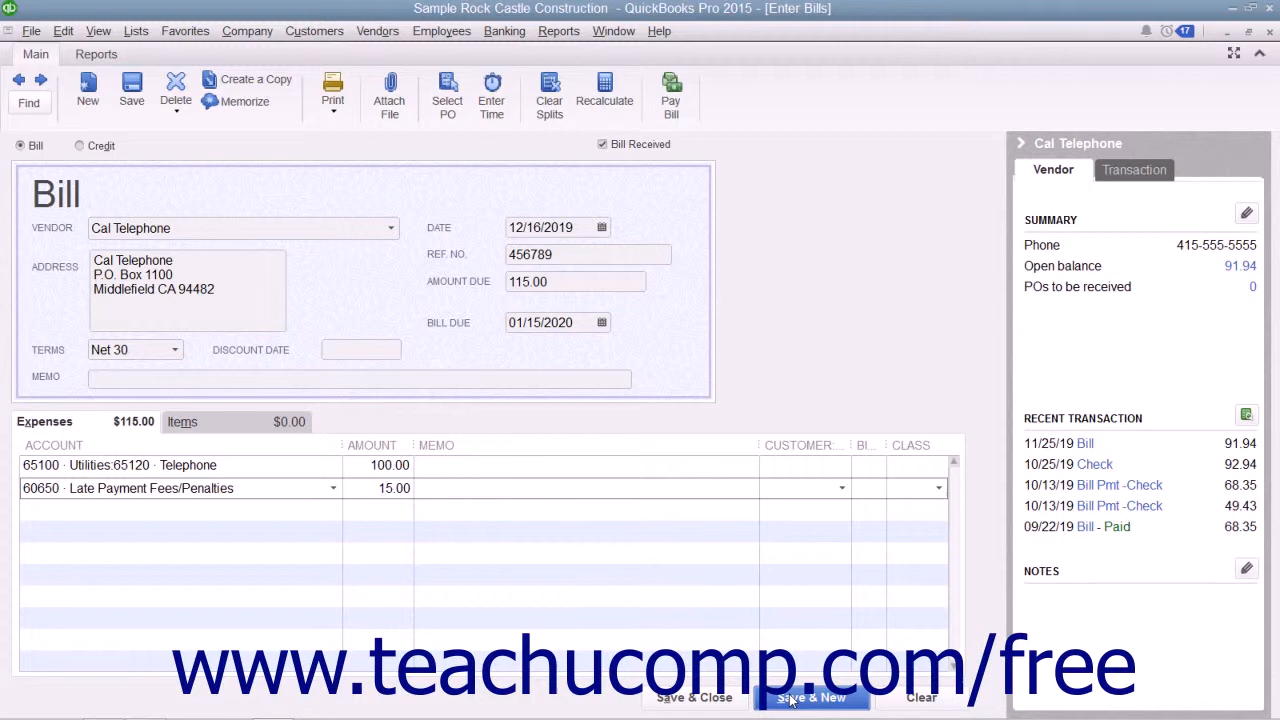 Sample Rock Castle Construction - QuickBooks Pro 2015 - [Enter Bills]
File Edit View Lists Favorites Company Customers Vendors Employees Banking Reports Window Help 17
Main Reports
Find New Save Delete Create a Copy Memorize Print Attach File Select PO Enter Time Clear Splits Recalculate Pay Bill
Bill Credit Bill Received
Bill
VENDOR Cal Telephone
DATE 12/16/2019
ADDRESS Cal Telephone
P.O. Box 1100
Middlefield CA 94482
REF. NO. 456789
AMOUNT DUE 115.00
BILL DUE 01/15/2020
TERMS Net 30 DISCOUNT DATE
MEMO
Expenses $115.00 Items $0.00
ACCOUNT AMOUNT MEMO CUSTOMER:... BI... CLASS
65100 · Utilities:65120 · Telephone 100.00
60650 · Late Payment Fees/Penalties 15.00
Save & Close Save & New Clear
Cal Telephone
Vendor Transaction
SUMMARY
Phone 415-555-5555
Open balance 91.94
POs to be received 0
RECENT TRANSACTION
11/25/19 Bill 91.94
10/25/19 Check 92.94
10/13/19 Bill Pmt -Check 68.35
10/13/19 Bill Pmt -Check 49.43
09/22/19 Bill - Paid 68.35
NOTES
www.teachucomp.com/free